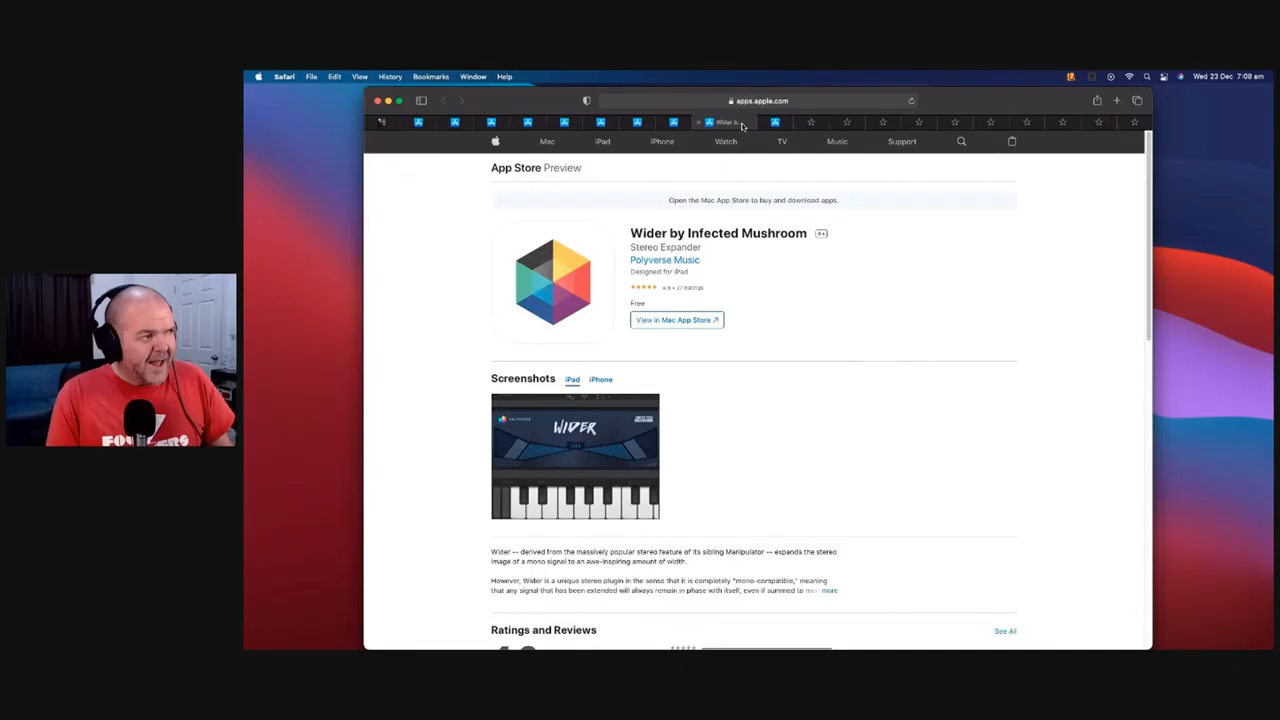 Safari File Edit View History Bookmarks Window Help
Wed 23 Dec 7:08 am
apps.apple.com
Wider b
Mac iPad iPhone Watch TV Music Support
App Store Preview
Open the Mac App Store to buy and download apps.
Wider by Infected Mushroom 4+
Stereo Expander
Polyverse Music
Designed for iPad
4.9 • 17 Ratings
Free
View in Mac App Store ↗
Screenshots iPad iPhone
POLYVERSE
WIDER
Wider -- derived from the massively popular stereo feature of its sibling Manipulator -- expands the stereo
image of a mono signal to an awe-inspiring amount of width.
However, Wider is a unique stereo plugin in the sense that it is completely "mono-compatible," meaning
that any signal that has been extended will always remain in phase with itself, even if summed to more
Ratings and Reviews
See All